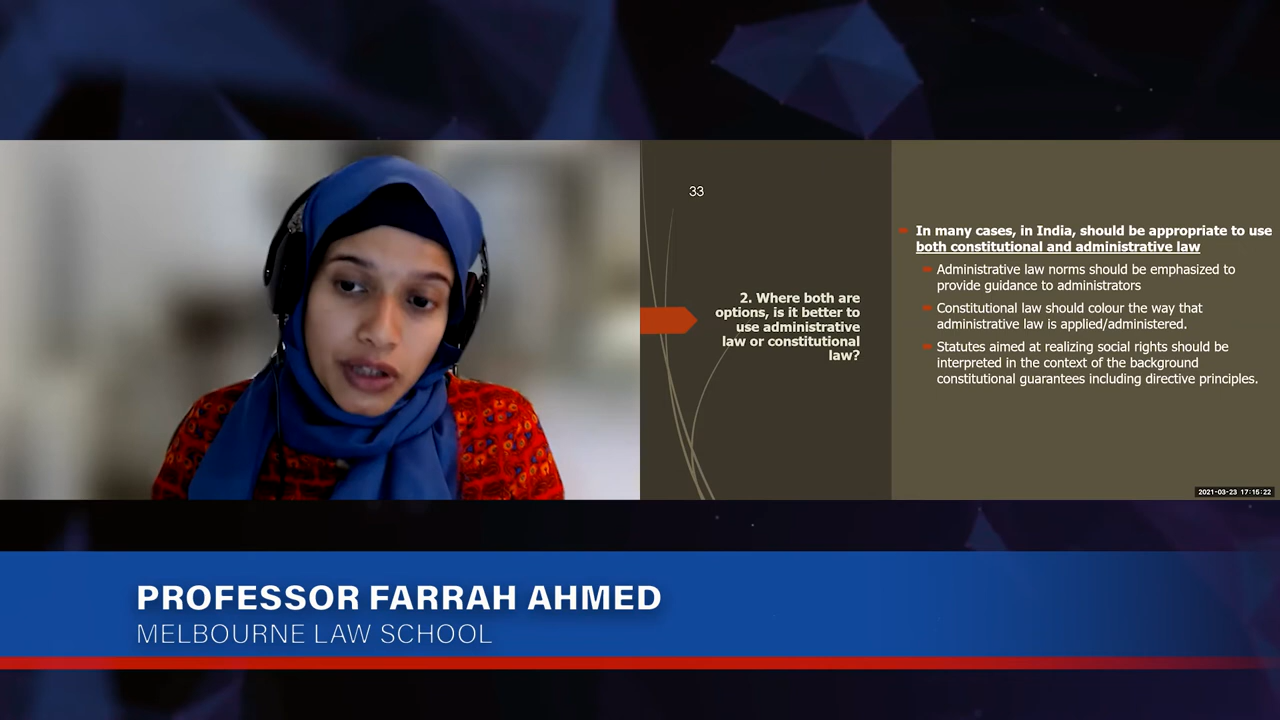 33
2. Where both are
options, is it better to
use administrative
law or constitutional
law?
In many cases, in India, should be appropriate to use
both constitutional and administrative law
Administrative law norms should be emphasized to
provide guidance to administrators
Constitutional law should colour the way that
administrative law is applied/administered.
Statutes aimed at realizing social rights should be
interpreted in the context of the background
constitutional guarantees including directive principles.
2021-03-23 17:15:22
PROFESSOR FARRAH AHMED
MELBOURNE LAW SCHOOL